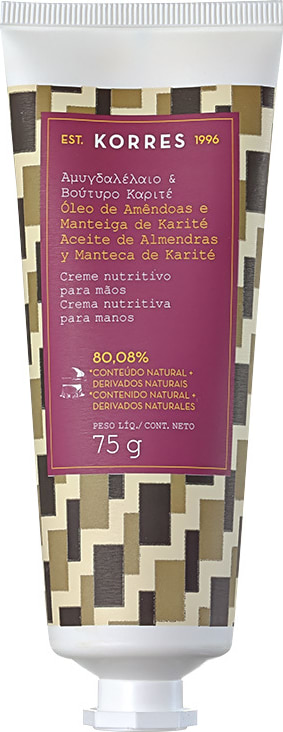 EST. KORRES 1996
Αμυγδαλέλαιο &
Βούτυρο Καριτέ
Óleo de Amêndoas e
Manteiga de Karité
Aceite de Almendras
y Manteca de Karité
Creme nutritivo
para mãos
Crema nutritiva
para manos
80,08%
*CONTEÚDO NATURAL +
DERIVADOS NATURAIS
*CONTENIDO NATURAL +
DERIVADOS NATURALES
PESO LÍQ./ CONT. NETO
75 g